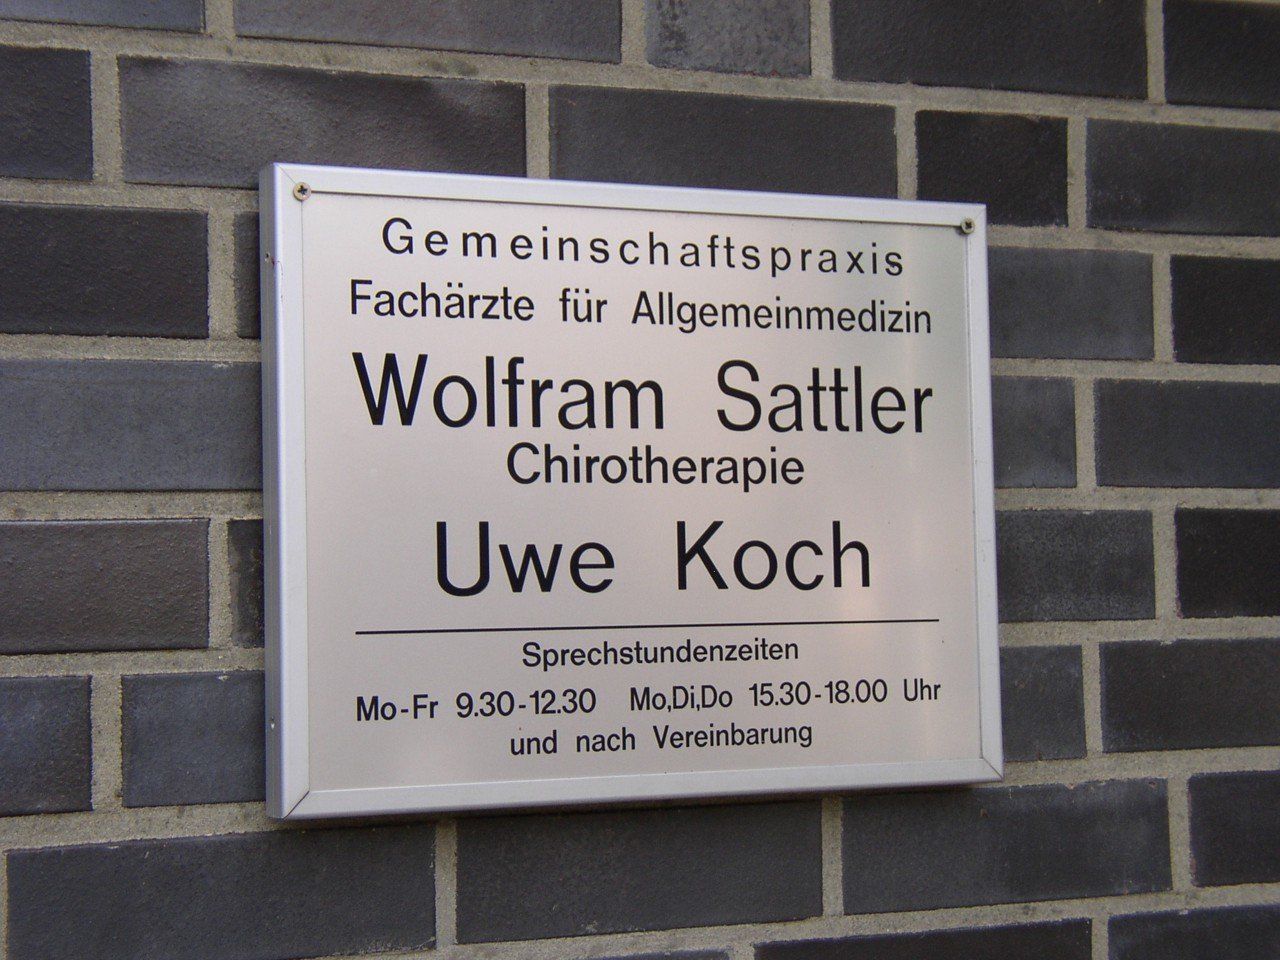 Gemeinschaftspraxis
Fachärzte für Allgemeinmedizin
Wolfram Sattler
Chirotherapie
Uwe Koch
Sprechstundenzeiten
Mo-Fr 9.30-12.30 Mo,Di,Do 15.30-18.00 Uhr
und nach Vereinbarung